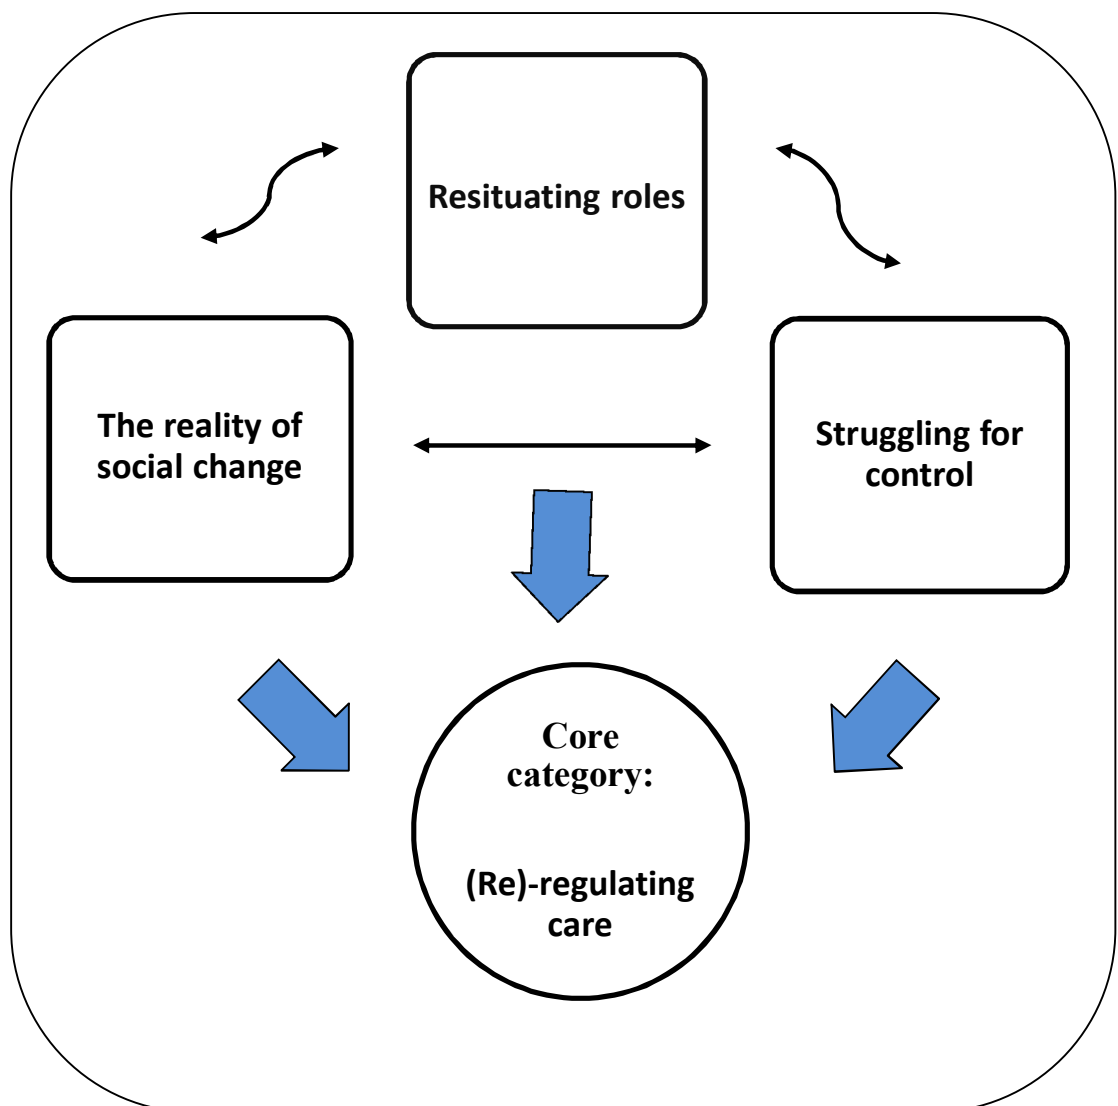 Resituating roles
The reality of
social change
Struggling for
control
Core
category:
(Re)-regulating
care